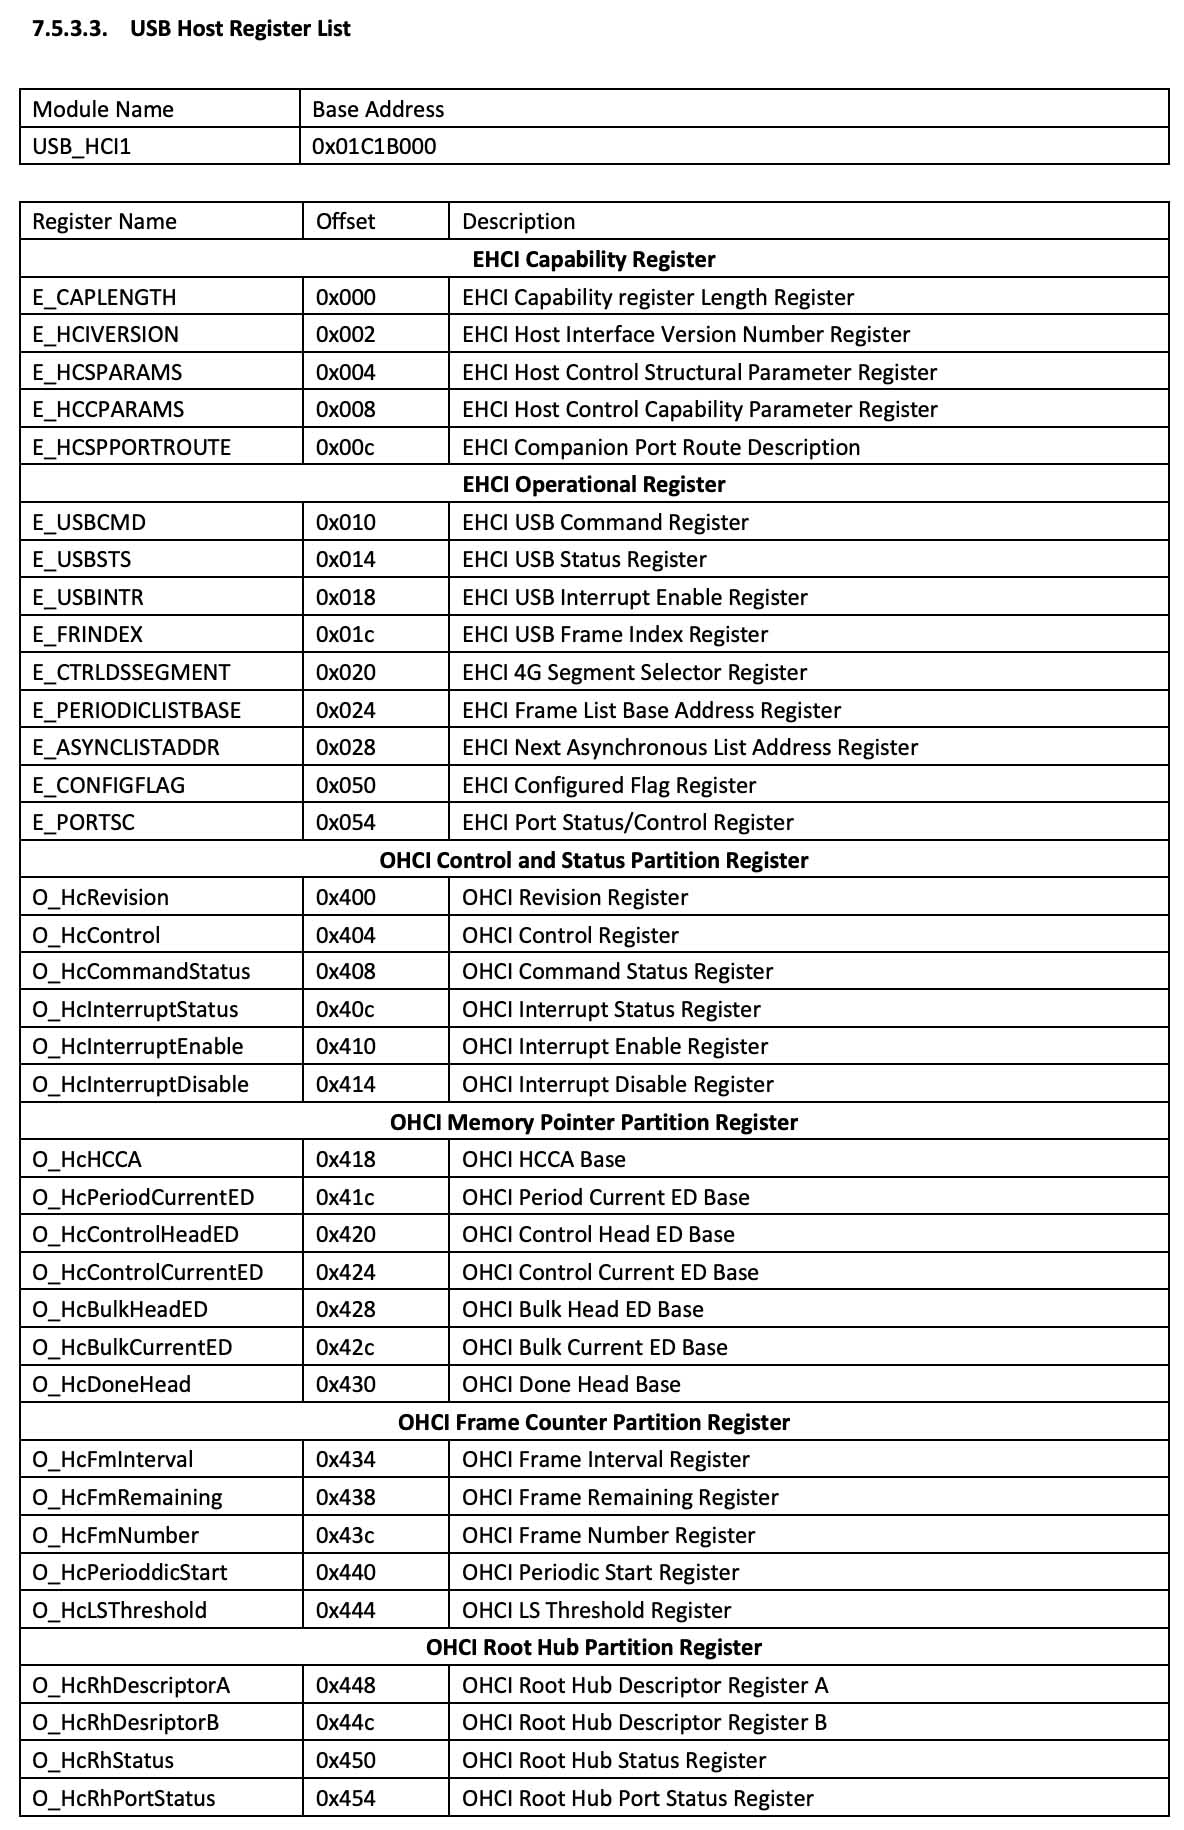 7.5.3.3. USB Host Register List
Module Name Base Address
USB_HCI1 0x01C1B000
Register Name Offset Description
EHCI Capability Register
E_CAPLENGTH 0x000 EHCI Capability register Length Register
E_HCIVERSION 0x002 EHCI Host Interface Version Number Register
E_HCSPARAMS 0x004 EHCI Host Control Structural Parameter Register
E_HCCPARAMS 0x008 EHCI Host Control Capability Parameter Register
E_HCSPPORTROUTE 0x00c EHCI Companion Port Route Description
EHCI Operational Register
E_USBCMD 0x010 EHCI USB Command Register
E_USBSTS 0x014 EHCI USB Status Register
E_USBINTR 0x018 EHCI USB Interrupt Enable Register
E_FRINDEX 0x01c EHCI USB Frame Index Register
E_CTRLDSSEGMENT 0x020 EHCI 4G Segment Selector Register
E_PERIODICLISTBASE 0x024 EHCI Frame List Base Address Register
E_ASYNCLISTADDR 0x028 EHCI Next Asynchronous List Address Register
E_CONFIGFLAG 0x050 EHCI Configured Flag Register
E_PORTSC 0x054 EHCI Port Status/Control Register
OHCI Control and Status Partition Register
O_HcRevision 0x400 OHCI Revision Register
O_HcControl 0x404 OHCI Control Register
O_HcCommandStatus 0x408 OHCI Command Status Register
O_HcInterruptStatus 0x40c OHCI Interrupt Status Register
O_HcInterruptEnable 0x410 OHCI Interrupt Enable Register
O_HcInterruptDisable 0x414 OHCI Interrupt Disable Register
OHCI Memory Pointer Partition Register
O_HcHCCA 0x418 OHCI HCCA Base
O_HcPeriodCurrentED 0x41c OHCI Period Current ED Base
O_HcControlHeadED 0x420 OHCI Control Head ED Base
O_HcControlCurrentED 0x424 OHCI Control Current ED Base
O_HcBulkHeadED 0x428 OHCI Bulk Head ED Base
O_HcBulkCurrentED 0x42c OHCI Bulk Current ED Base
O_HcDoneHead 0x430 OHCI Done Head Base
OHCI Frame Counter Partition Register
O_HcFmInterval 0x434 OHCI Frame Interval Register
O_HcFmRemaining 0x438 OHCI Frame Remaining Register
O_HcFmNumber 0x43c OHCI Frame Number Register
O_HcPerioddicStart 0x440 OHCI Periodic Start Register
O_HcLSThreshold 0x444 OHCI LS Threshold Register
OHCI Root Hub Partition Register
O_HcRhDescriptorA 0x448 OHCI Root Hub Descriptor Register A
O_HcRhDesriptorB 0x44c OHCI Root Hub Descriptor Register B
O_HcRhStatus 0x450 OHCI Root Hub Status Register
O_HcRhPortStatus 0x454 OHCI Root Hub Port Status Register